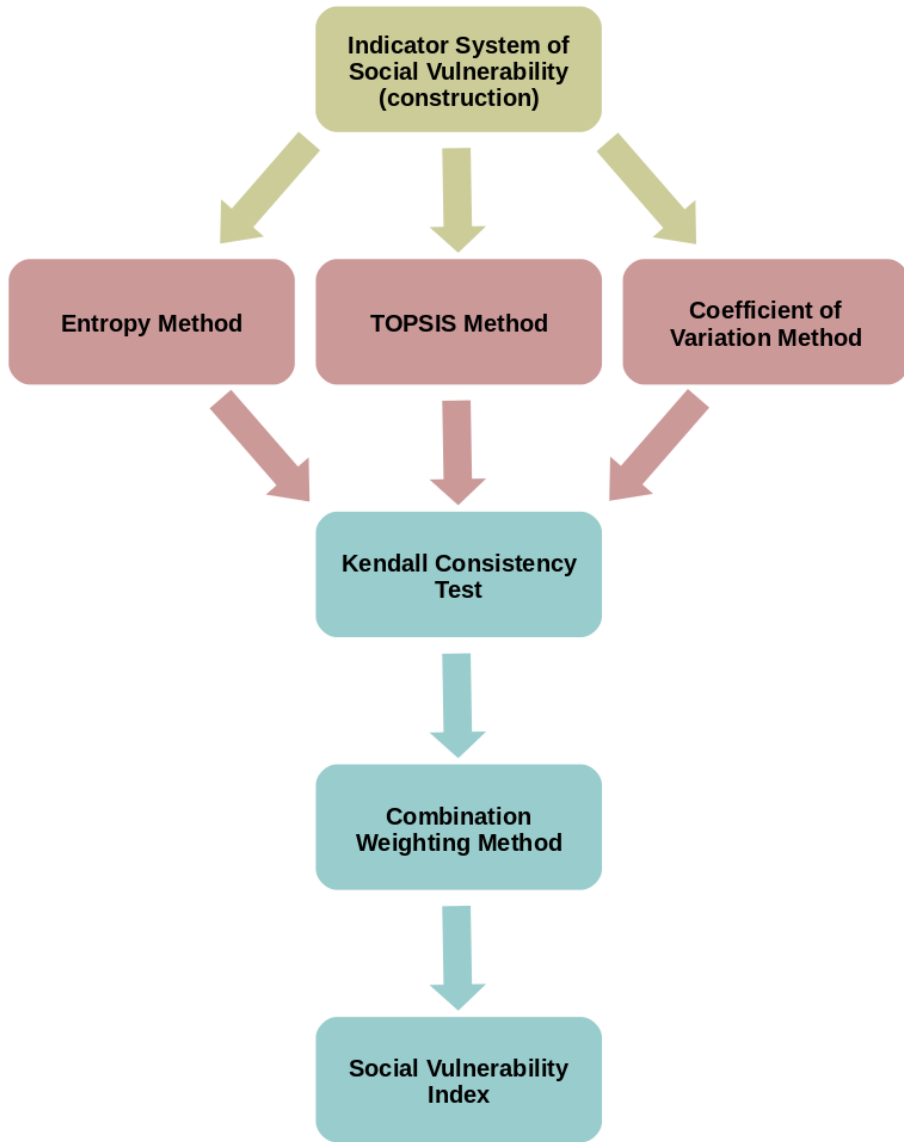 Indicator System of
Social Vulnerability
(construction)
Entropy Method
TOPSIS Method
Coefficient of
Variation Method
Kendall Consistency
Test
Combination
Weighting Method
Social Vulnerability
Index